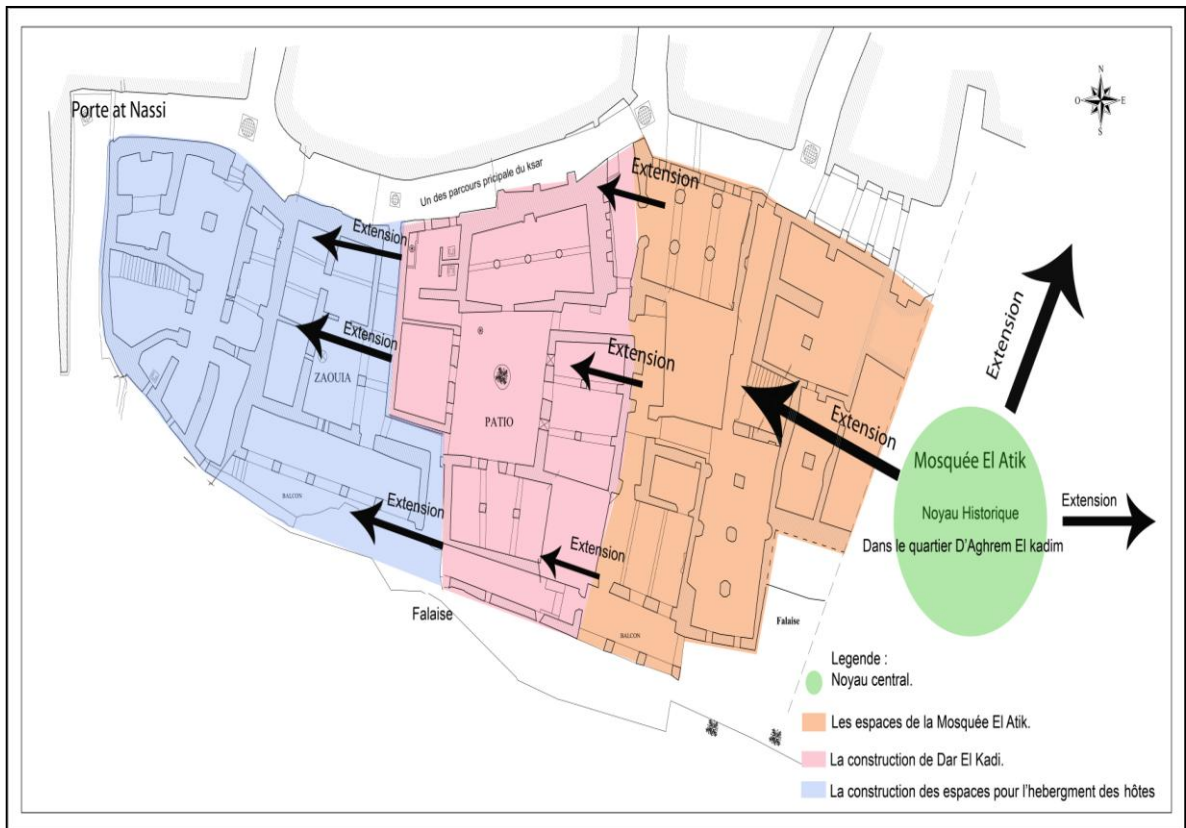 Porte at Nassi
N
O
E
S
Un des parcours pricipale du ksar
Extension
Extension
Extension
Extension
Extension
Extension
ZAOUIA
PATIO
Extension
Mosquée El Atik
Noyau Historique
Dans le quartier D'Aghrem El kadim
Extension
Extension
Extension
BALCON
Falaise
BALCON
Falaise
Legende :
Noyau central.
Les espaces de la Mosquée El Atik.
La construction de Dar El Kadi.
La construction des espaces pour l'hebergment des hôtes